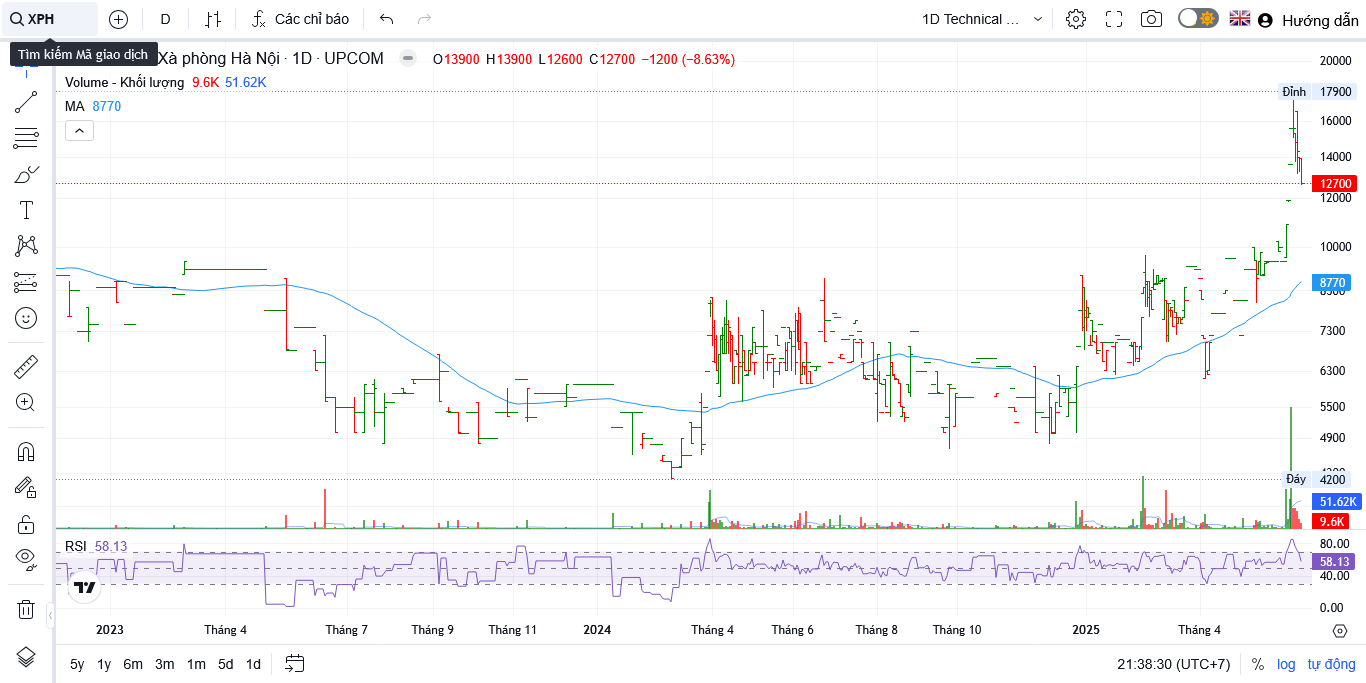 XPH
D
Các chỉ báo
1D Technical ...
Hướng dẫn
Tìm kiếm Mã giao dịch
Xà phòng Hà Nội · 1D · UPCOM
O13900 H13900 L12600 C12700 −1200 (−8.63%)
Volume - Khối lượng 9.6K 51.62K
MA 8770
20000
Đỉnh 17900
16000
14000
12700
12000
10000
8770
8300
7300
6300
5500
4900
4200
Đáy 4200
51.62K
9.6K
RSI 58.13
80.00
58.13
40.00
0.00
2023 Tháng 4 Tháng 7 Tháng 9 Tháng 11 2024 Tháng 4 Tháng 6 Tháng 8 Tháng 10 2025 Tháng 4
5y 1y 6m 3m 1m 5d 1d
21:38:30 (UTC+7) % log tự động